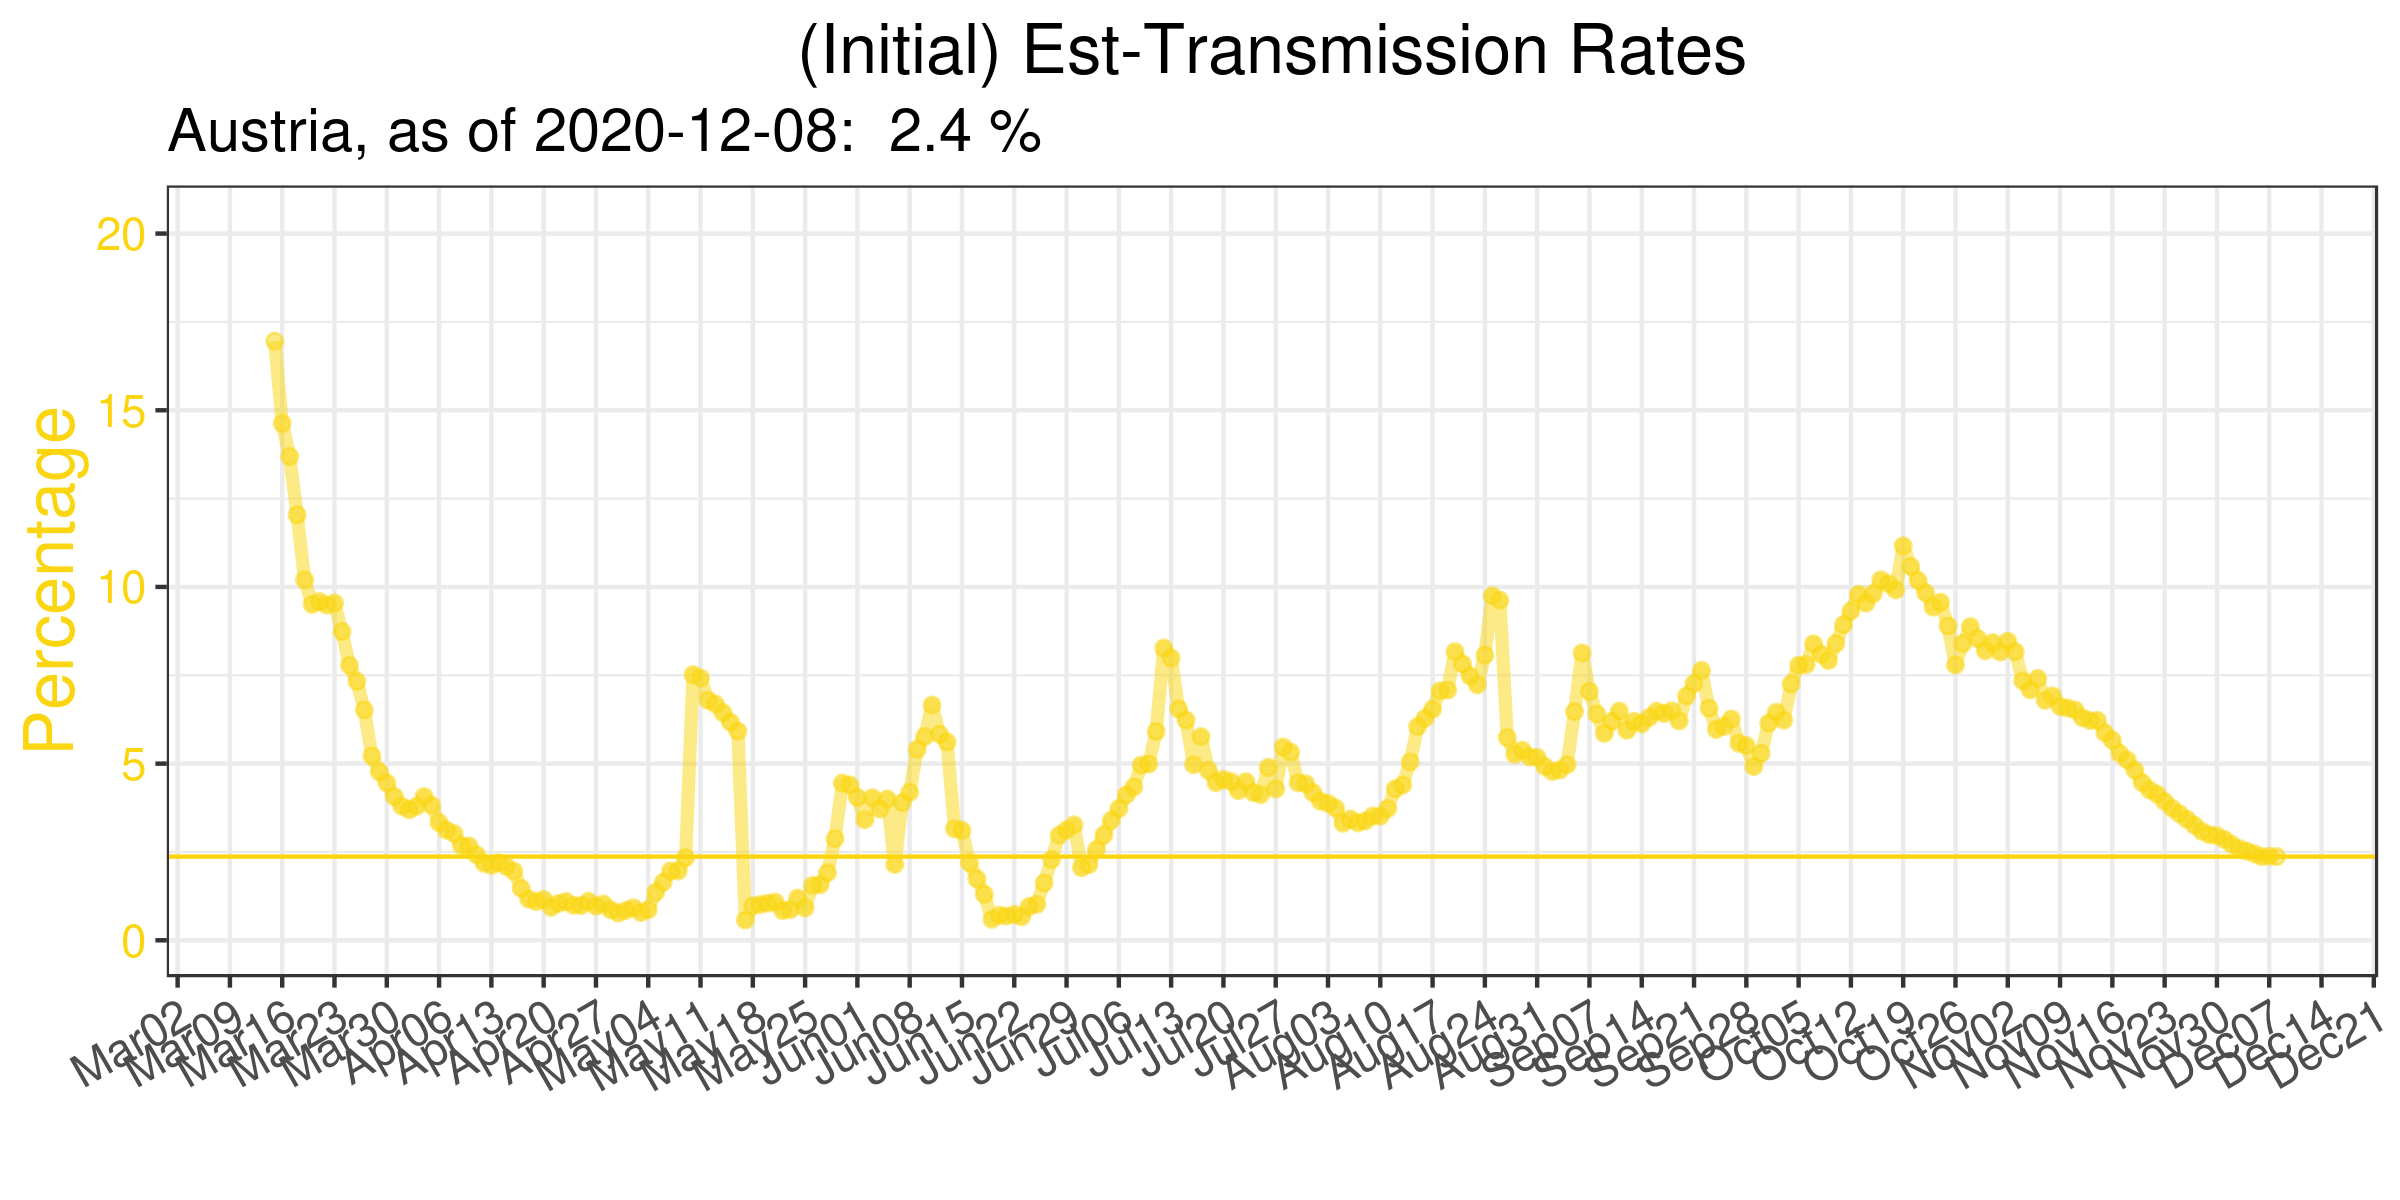 (Initial) Est-Transmission Rates
Austria, as of 2020-12-08:  2.4 %
Percentage
20
15
10
5
0
Mar02
Mar09
Mar16
Mar23
Mar30
Apr06
Apr13
Apr20
Apr27
May04
May11
May18
May25
Jun01
Jun08
Jun15
Jun22
Jun29
Jul06
Jul13
Jul20
Jul27
Aug03
Aug10
Aug17
Aug24
Aug31
Sep07
Sep14
Sep21
Sep28
Oct05
Oct12
Oct19
Oct26
Nov02
Nov09
Nov16
Nov23
Nov30
Dec07
Dec14
Dec21